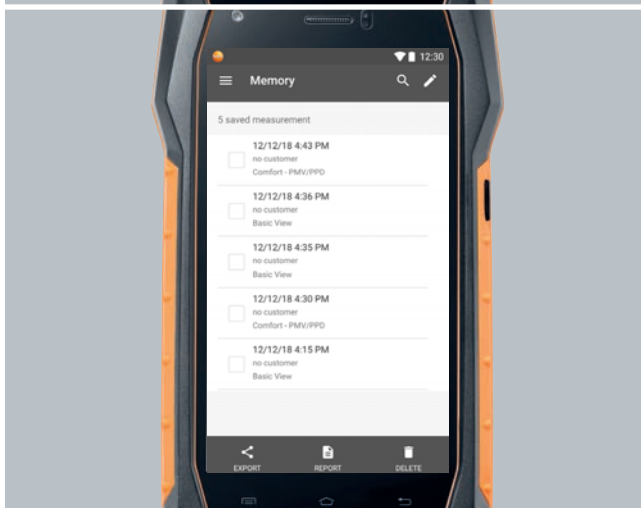 12:30
Memory
5 saved measurement
12/12/18 4:43 PM
no customer
Comfort - PMV/PPD
12/12/18 4:36 PM
no customer
Basic View
12/12/18 4:35 PM
no customer
Basic View
12/12/18 4:30 PM
no customer
Comfort - PMV/PPD
12/12/18 4:15 PM
no customer
Basic View
EXPORT REPORT DELETE